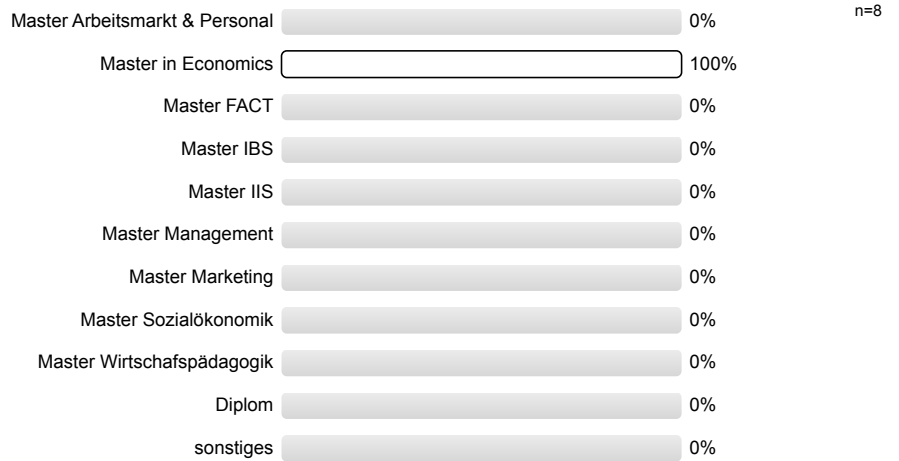 Master Arbeitsmarkt & Personal 0% n=8
Master in Economics 100%
Master FACT 0%
Master IBS 0%
Master IIS 0%
Master Management 0%
Master Marketing 0%
Master Sozialökonomik 0%
Master Wirtschafspädagogik 0%
Diplom 0%
sonstiges 0%